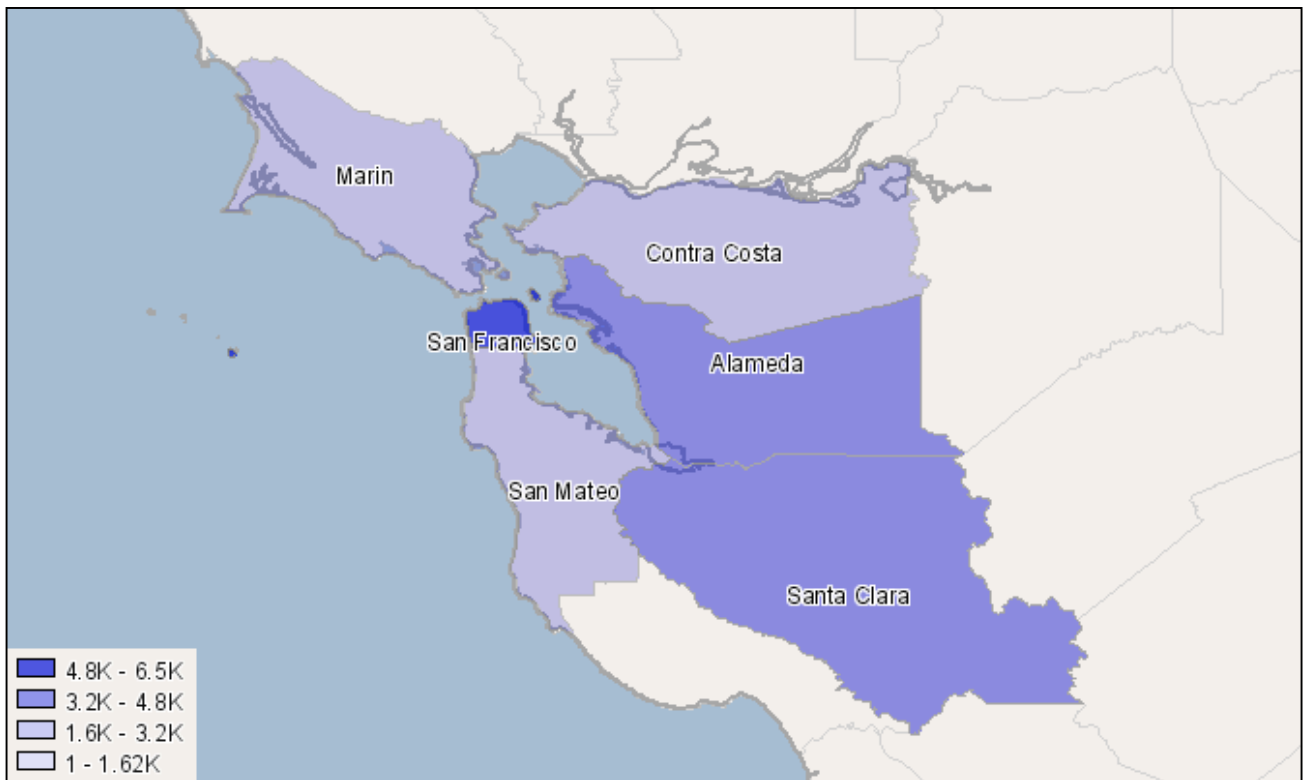 Marin
Contra Costa
San Francisco
Alameda
San Mateo
Santa Clara
4.8K - 6.5K
3.2K - 4.8K
1.6K - 3.2K
1 - 1.62K